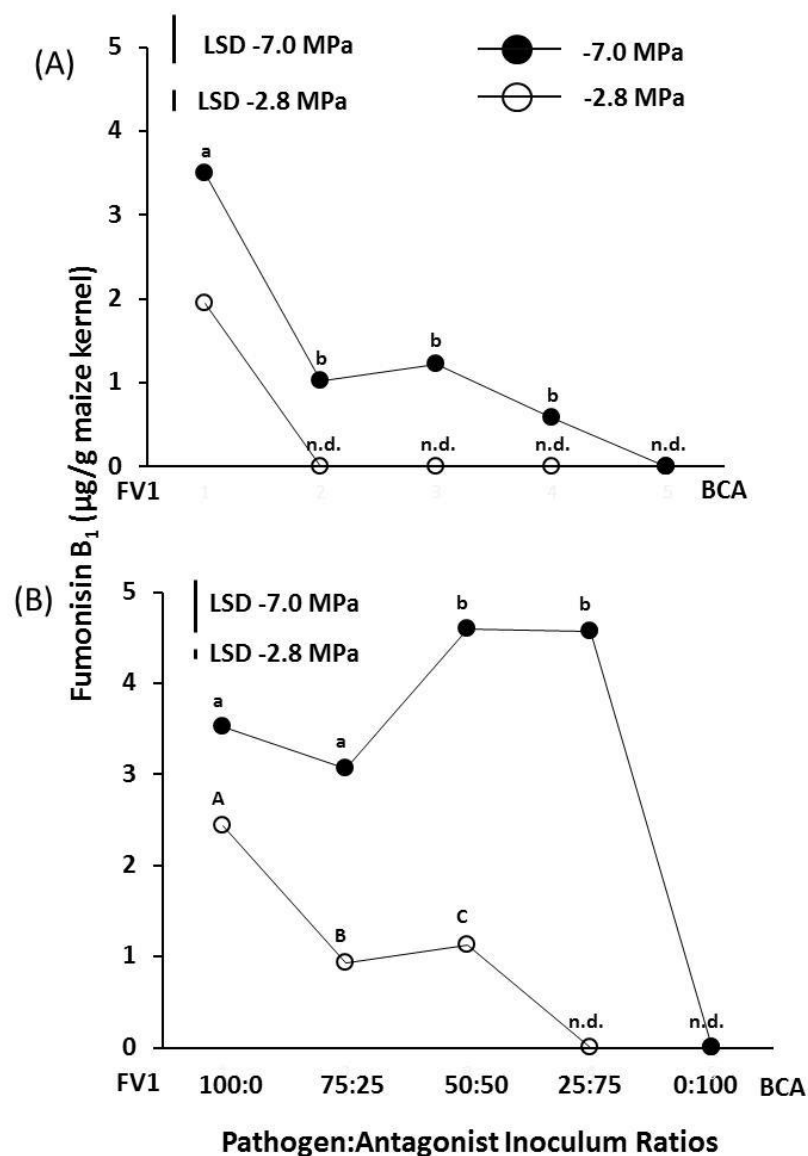 (A)
LSD -7.0 MPa
LSD -2.8 MPa
-7.0 MPa
-2.8 MPa
5
4
3
2
1
0
a
b
b
b
n.d.
n.d.
n.d.
n.d.
FV1
1
2
3
4
5
BCA
Fumonisin B₁ (µg/g maize kernel)
(B)
LSD -7.0 MPa
LSD -2.8 MPa
5
4
3
2
1
0
a
a
b
b
A
B
C
n.d.
n.d.
FV1
100:0
75:25
50:50
25:75
0:100
BCA
Pathogen:Antagonist Inoculum Ratios